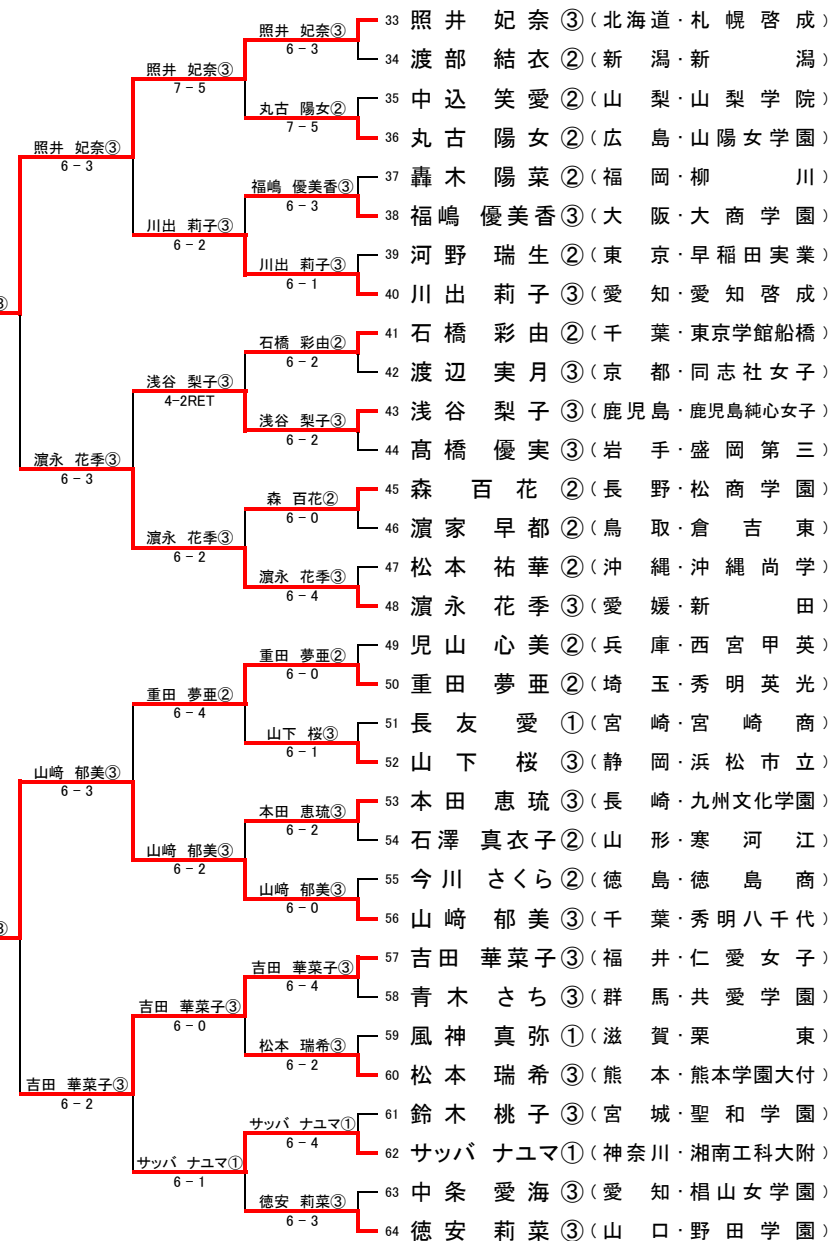 照井 妃奈③
6－3
33 照井 妃奈③（北海道・札幌啓成）
34 渡部 結衣②（新潟・新潟）
照井 妃奈③
7－5
丸古 陽女②
7－5
35 中込 笑愛②（山梨・山梨学院）
36 丸古 陽女②（広島・山陽女学園）
照井 妃奈③
6－3
福嶋 優美香③
6－3
37 轟木 陽菜②（福岡・柳川）
38 福嶋 優美香③（大阪・大商学園）
川出 莉子③
6－2
川出 莉子③
6－1
39 河野 瑞生②（東京・早稲田実業）
40 川出 莉子③（愛知・愛知啓成）
③
石橋 彩由②
6－2
41 石橋 彩由②（千葉・東京学館船橋）
42 渡辺 実月③（京都・同志社女子）
浅谷 梨子③
4-2RET
浅谷 梨子③
6－2
43 浅谷 梨子③（鹿児島・鹿児島純心女子）
44 髙橋 優実③（岩手・盛岡第三）
濵永 花季③
6－3
森 百花②
6－0
45 森 百花②（長野・松商学園）
46 濵家 早都②（鳥取・倉吉東）
濵永 花季③
6－2
濵永 花季③
6－4
47 松本 祐華②（沖縄・沖縄尚学）
48 濵永 花季③（愛媛・新田）
重田 夢亜②
6－0
49 児山 心美②（兵庫・西宮甲英）
50 重田 夢亜②（埼玉・秀明英光）
重田 夢亜②
6－4
山下 桜③
6－1
51 長友 愛①（宮崎・宮崎商）
52 山下 桜③（静岡・浜松市立）
山﨑 郁美③
6－3
本田 恵琉③
6－2
53 本田 恵琉③（長崎・九州文化学園）
54 石澤 真衣子②（山形・寒河江）
山﨑 郁美③
6－2
山﨑 郁美③
6－0
55 今川 さくら②（徳島・徳島商）
56 山﨑 郁美③（千葉・秀明八千代）
③
吉田 華菜子③
6－4
57 吉田 華菜子③（福井・仁愛女子）
58 青木 さち③（群馬・共愛学園）
吉田 華菜子③
6－0
松本 瑞希③
6－2
59 風神 真弥①（滋賀・栗東）
60 松本 瑞希③（熊本・熊本学園大付）
吉田 華菜子③
6－2
サッバ ナユマ①
6－4
61 鈴木 桃子③（宮城・聖和学園）
62 サッバ ナユマ①（神奈川・湘南工科大附）
サッバ ナユマ①
6－1
徳安 莉菜③
6－3
63 中条 愛海③（愛知・椙山女学園）
64 徳安 莉菜③（山口・野田学園）